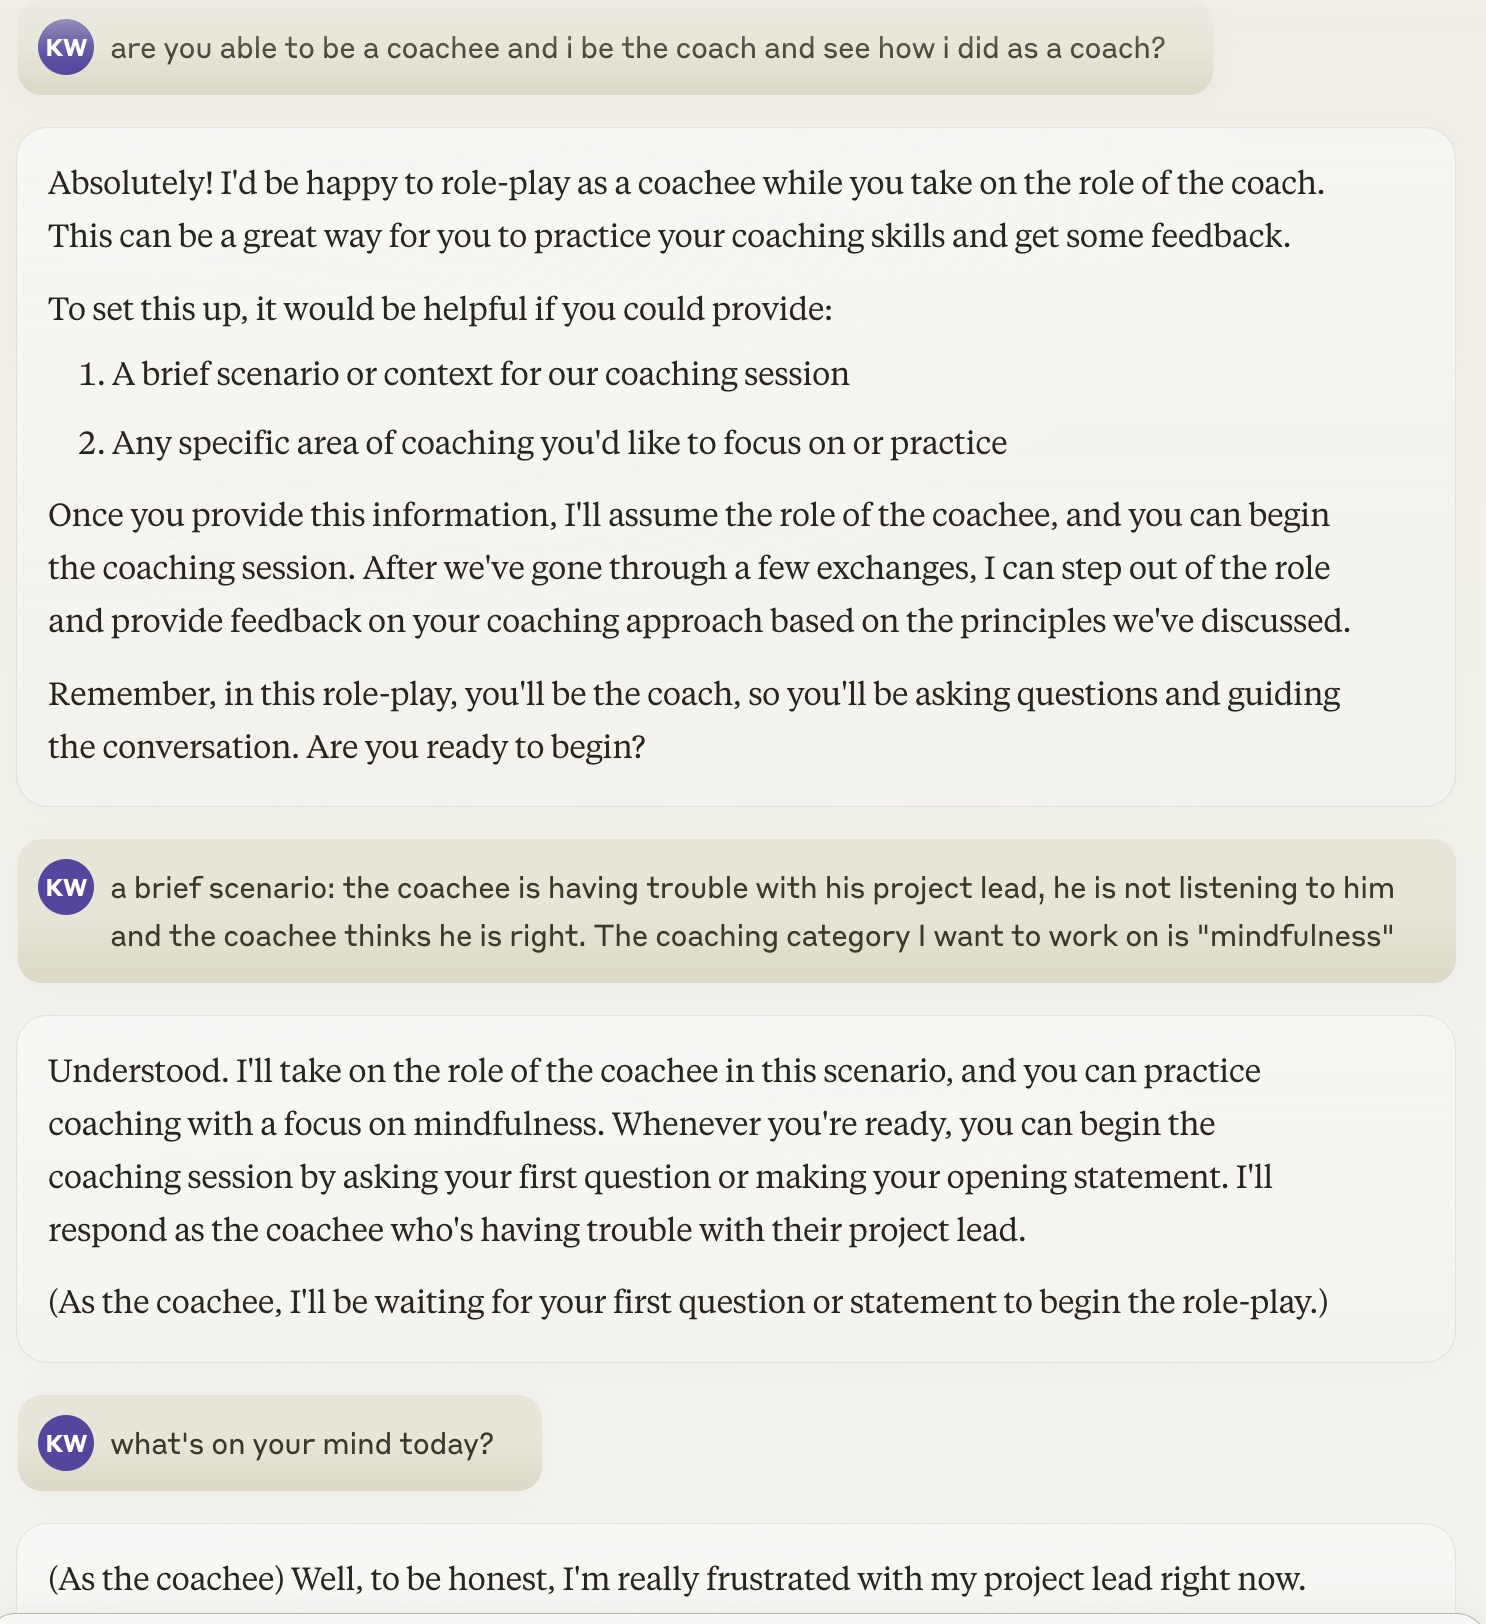 KW are you able to be a coachee and i be the coach and see how i did as a coach?
Absolutely! I'd be happy to role-play as a coachee while you take on the role of the coach.
This can be a great way for you to practice your coaching skills and get some feedback.
To set this up, it would be helpful if you could provide:
1. A brief scenario or context for our coaching session
2. Any specific area of coaching you'd like to focus on or practice
Once you provide this information, I'll assume the role of the coachee, and you can begin
the coaching session. After we've gone through a few exchanges, I can step out of the role
and provide feedback on your coaching approach based on the principles we've discussed.
Remember, in this role-play, you'll be the coach, so you'll be asking questions and guiding
the conversation. Are you ready to begin?
KW a brief scenario: the coachee is having trouble with his project lead, he is not listening to him
and the coachee thinks he is right. The coaching category I want to work on is "mindfulness"
Understood. I'll take on the role of the coachee in this scenario, and you can practice
coaching with a focus on mindfulness. Whenever you're ready, you can begin the
coaching session by asking your first question or making your opening statement. I'll
respond as the coachee who's having trouble with their project lead.
(As the coachee, I'll be waiting for your first question or statement to begin the role-play.)
KW what's on your mind today?
(As the coachee) Well, to be honest, I'm really frustrated with my project lead right now.